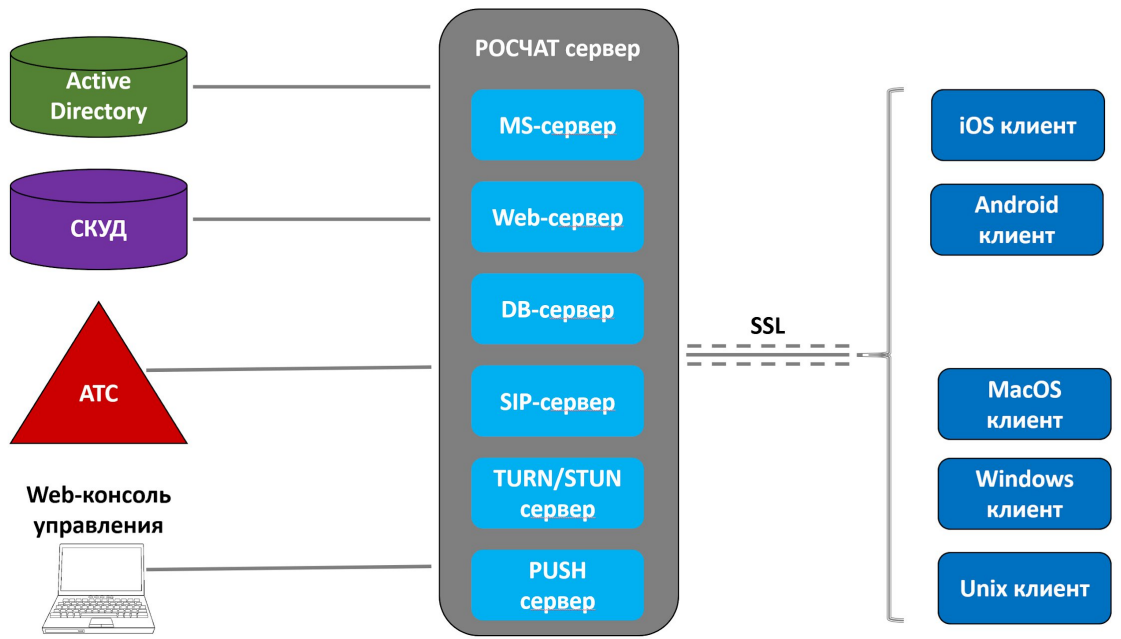 Active
Directory
СКУД
АТС
Web-консоль
управления
РОСЧАТ сервер
MS-сервер
Web-сервер
DB-сервер
SIP-сервер
TURN/STUN
сервер
PUSH
сервер
SSL
iOS клиент
Android
клиент
MacOS
клиент
Windows
клиент
Unix клиент